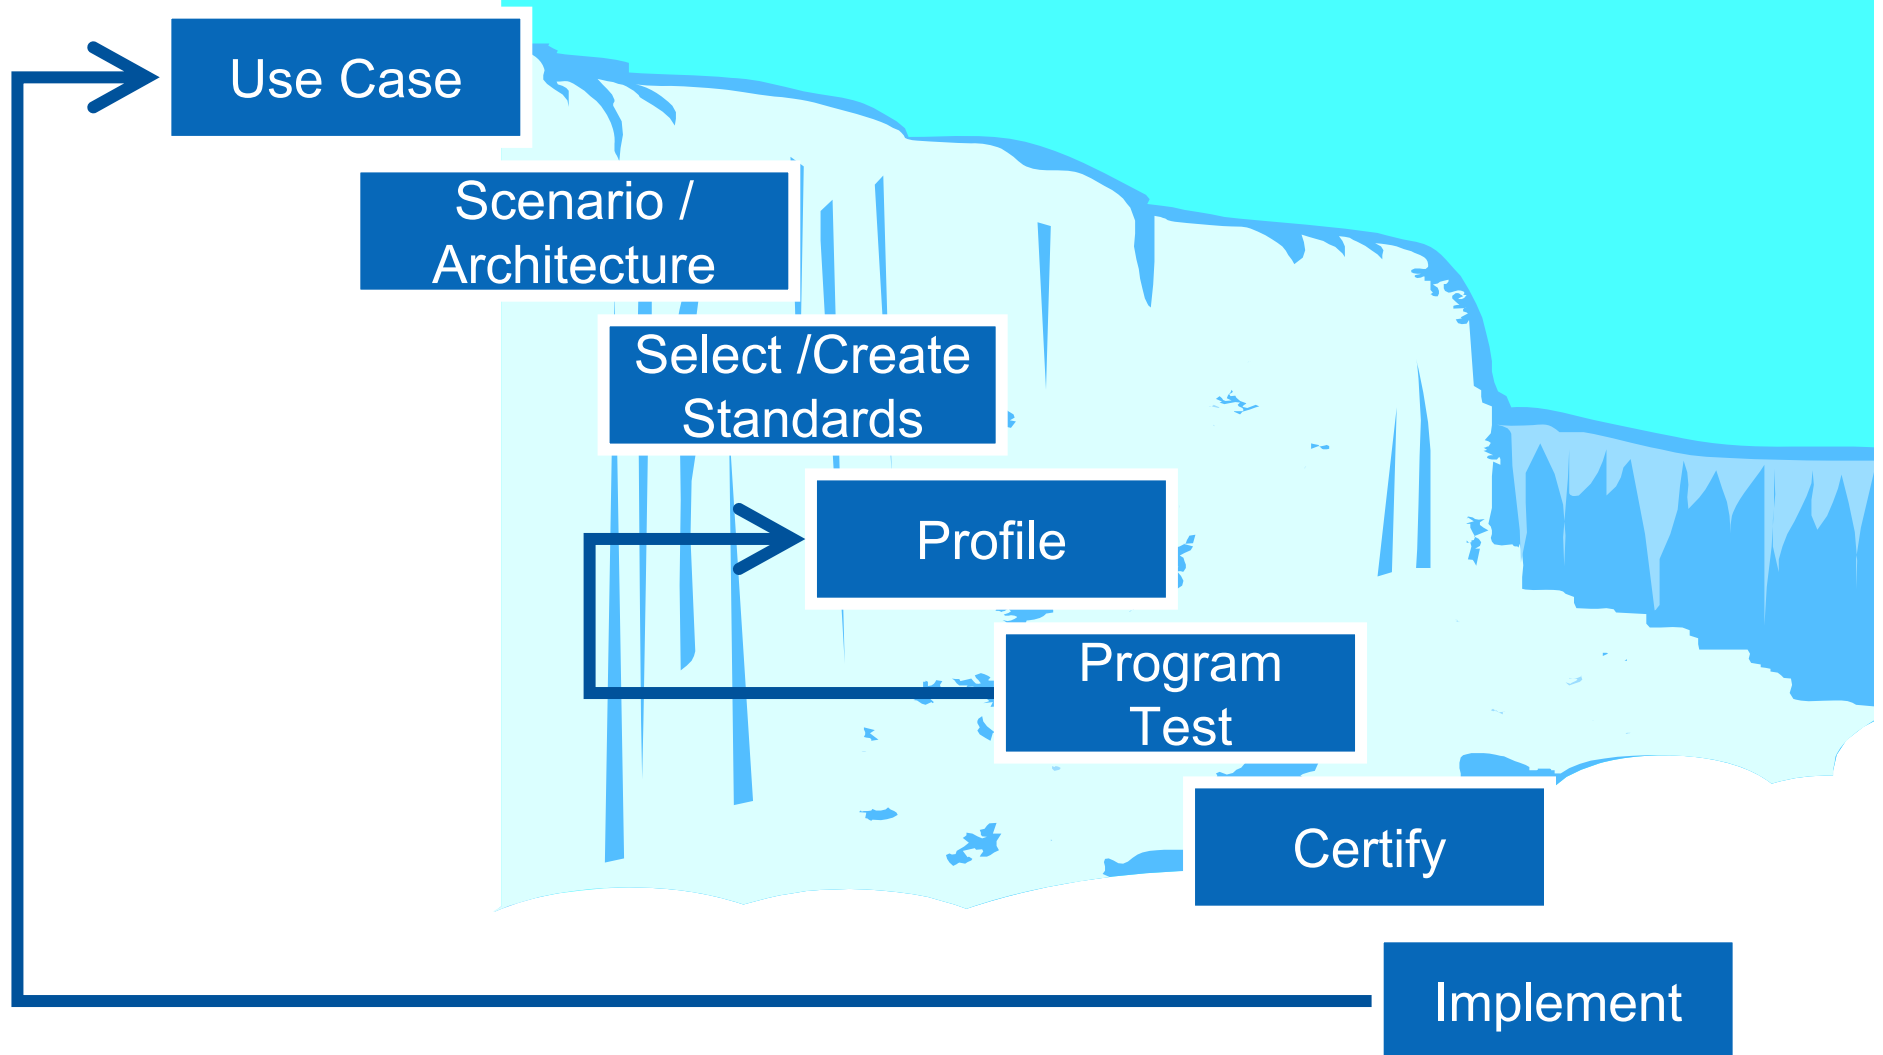 Use Case
Scenario /
Architecture
Select /Create
Standards
Profile
Program
Test
Certify
Implement